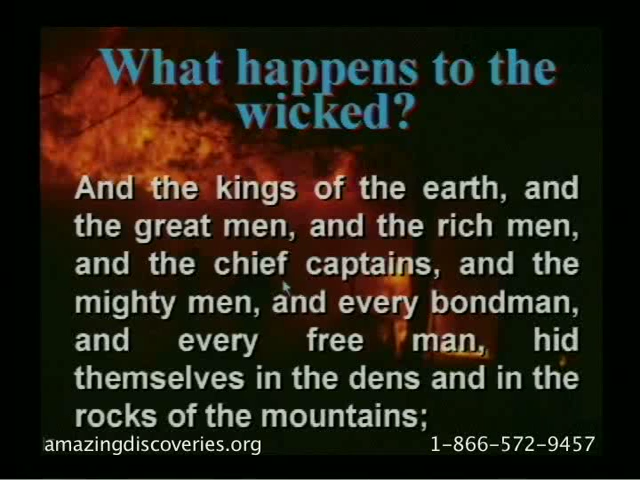 What happens to the
wicked?
And the kings of the earth, and
the great men, and the rich men,
and the chief captains, and the
mighty men, and every bondman,
and every free man, hid
themselves in the dens and in the
rocks of the mountains;
amazingdiscoveries.org 1-866-572-9457